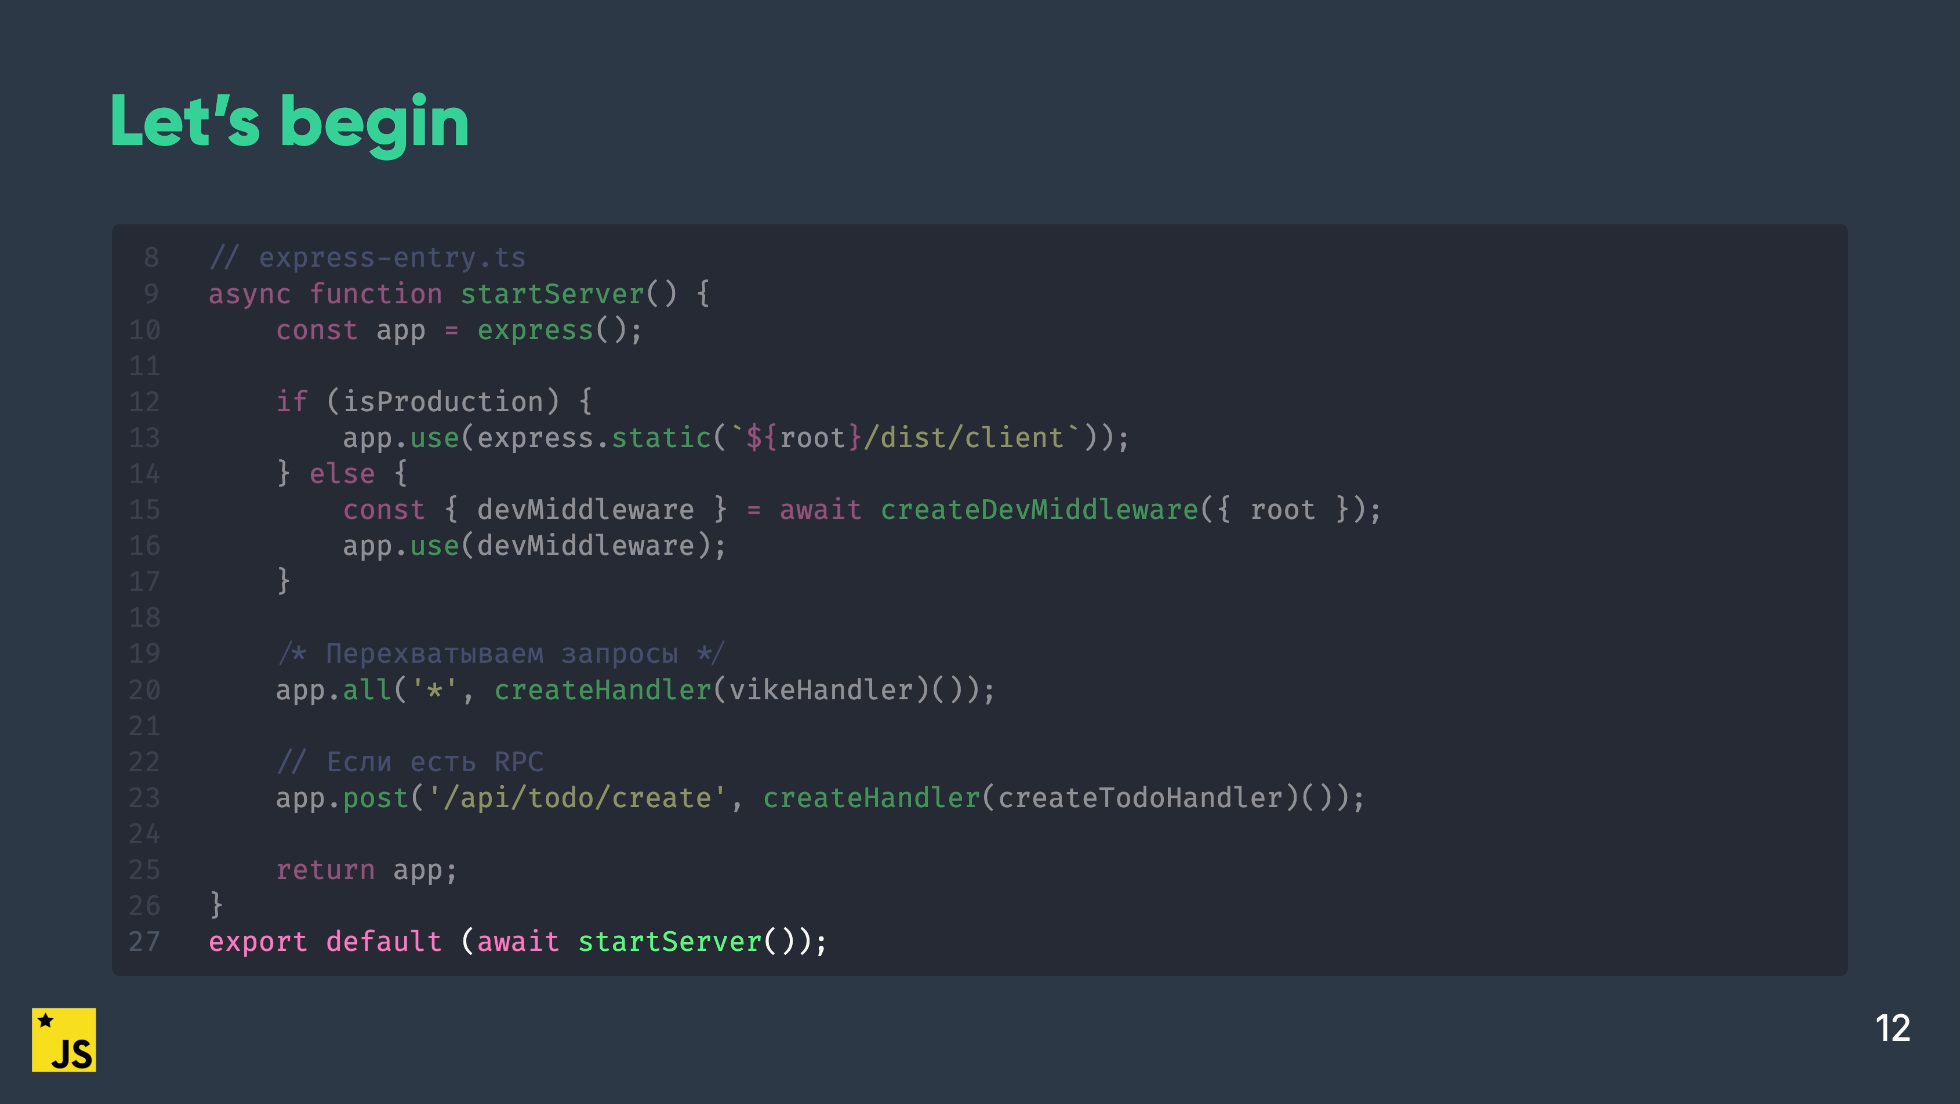 Let’s begin
8 // express-entry.ts
9 async function startServer() {
10     const app = express();
11
12     if (isProduction) {
13         app.use(express.static(`${root}/dist/client`));
14     } else {
15         const { devMiddleware } = await createDevMiddleware({ root });
16         app.use(devMiddleware);
17     }
18
19     /* Перехватываем запросы */
20     app.all('*', createHandler(vikeHandler)());
21
22     // Если есть RPC
23     app.post('/api/todo/create', createHandler(createTodoHandler)());
24
25     return app;
26 }
27 export default (await startServer());
JS
12